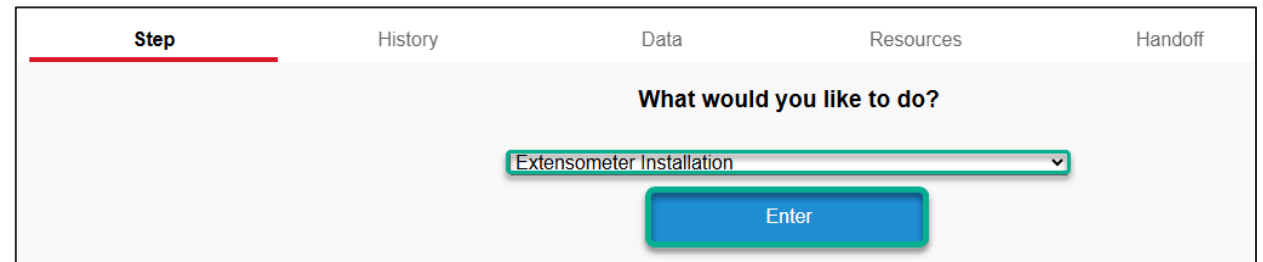 Step History Data Resources Handoff
What would you like to do?
Extensometer Installation
Enter